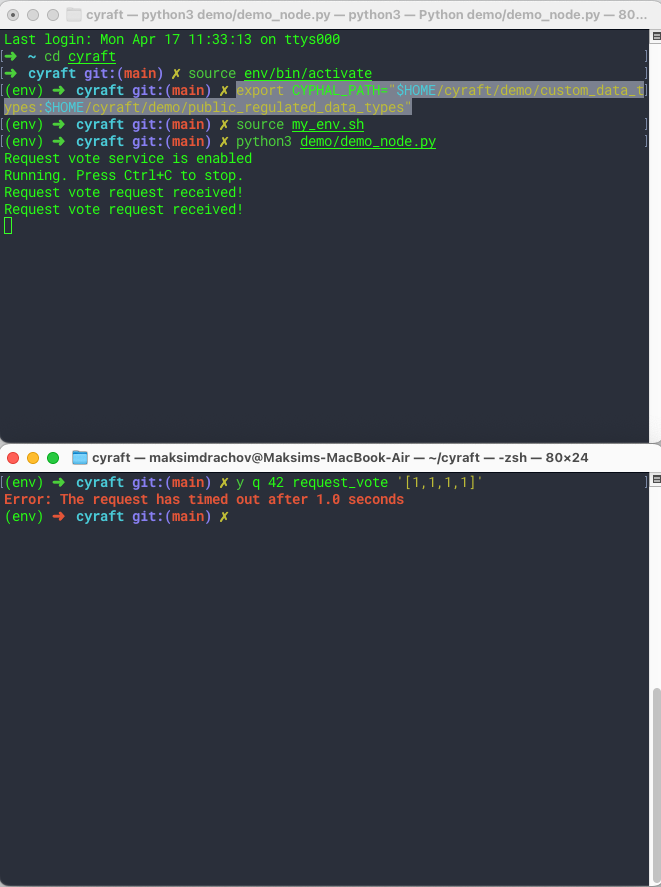 cyraft — python3 demo/demo_node.py — python3 — Python demo/demo_node.py — 80...
Last login: Mon Apr 17 11:33:13 on ttys000
[➜ ~ cd cyraft ]
[➜ cyraft git:(main) ✗ source env/bin/activate ]
[(env) ➜ cyraft git:(main) ✗ export CYPHAL_PATH="$HOME/cyraft/demo/custom_data_t]
ypes:$HOME/cyraft/demo/public_regulated_data_types"
[(env) ➜ cyraft git:(main) ✗ source my_env.sh ]
[(env) ➜ cyraft git:(main) ✗ python3 demo/demo_node.py ]
Request vote service is enabled
Running. Press Ctrl+C to stop.
Request vote request received!
Request vote request received!
cyraft — maksimdrachov@Maksims-MacBook-Air — ~/cyraft — -zsh — 80×24
[(env) ➜ cyraft git:(main) ✗ y q 42 request_vote '[1,1,1,1]' ]
Error: The request has timed out after 1.0 seconds
(env) ➜ cyraft git:(main) ✗